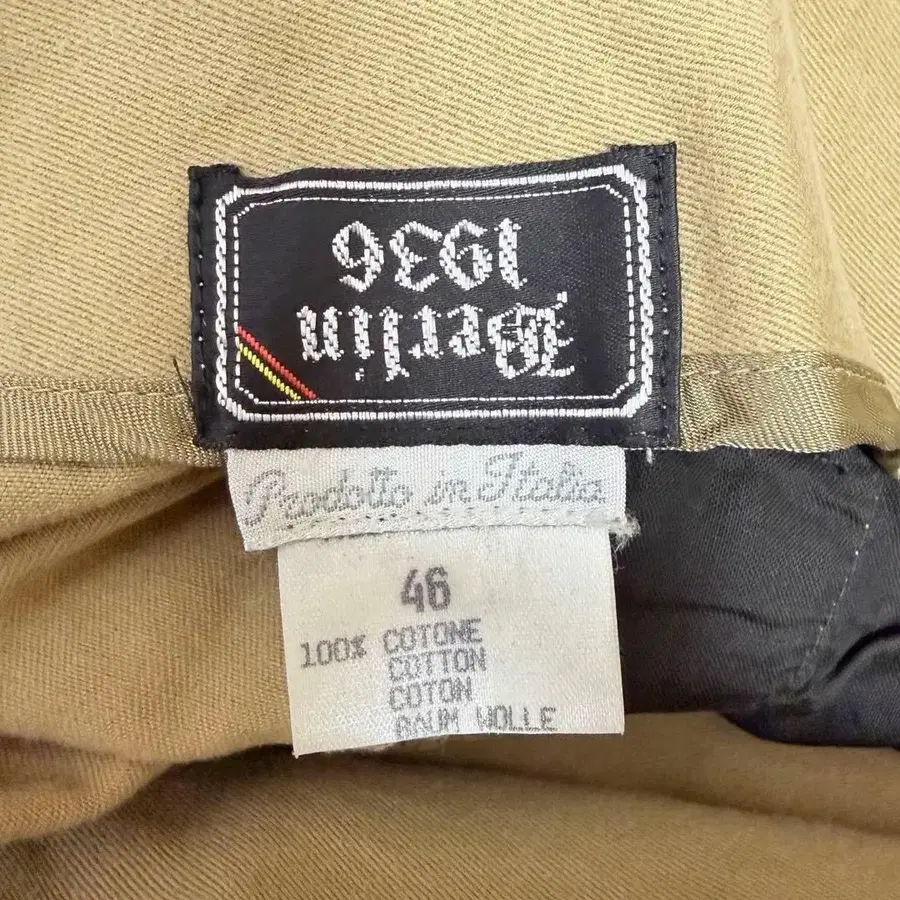 Berlin
1936
Prodotto in Italia
46
100% COTONE
COTTON
COTON
BAUM WOLLE